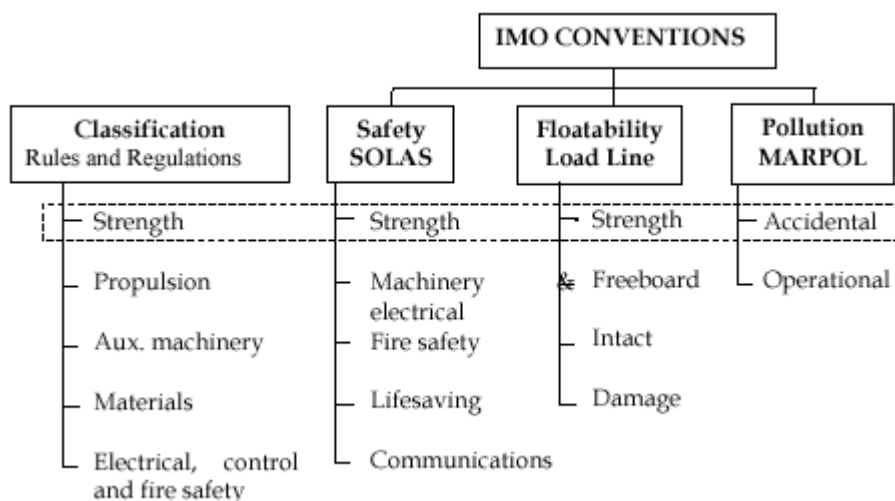 IMO CONVENTIONS
Classification
Rules and Regulations
Strength
Propulsion
Aux. machinery
Materials
Electrical, control
and fire safety
Safety
SOLAS
Strength
Machinery &
electrical
Fire safety
Lifesaving
Communications
Floatability
Load Line
Strength
Freeboard
Intact
Damage
Pollution
MARPOL
Accidental
Operational